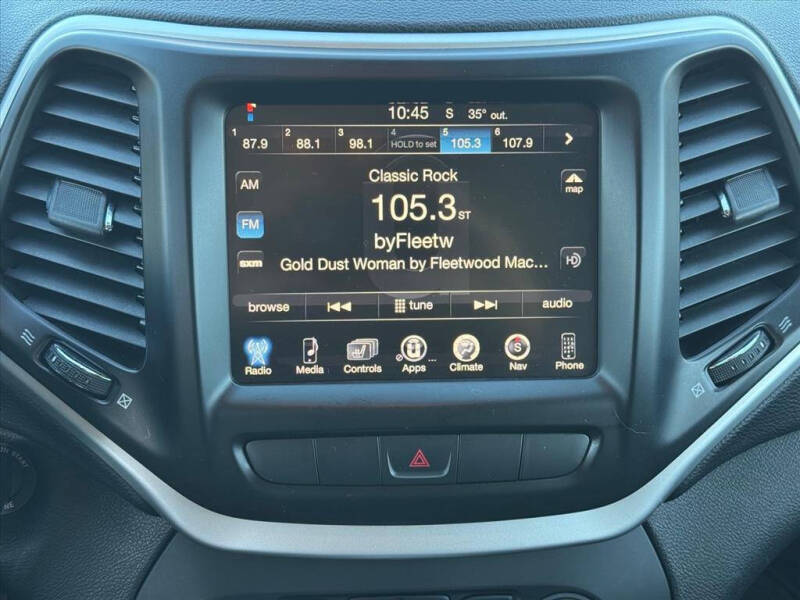 10:45 S 35° out.
1 87.9 2 88.1 3 98.1 4 HOLD to set 5 105.3 6 107.9
Classic Rock
AM
map
105.3 ST
FM
byFleetw
sxm
Gold Dust Woman by Fleetwood Mac...
HD
browse tune audio
Radio Media Controls Apps ... Climate Nav Phone